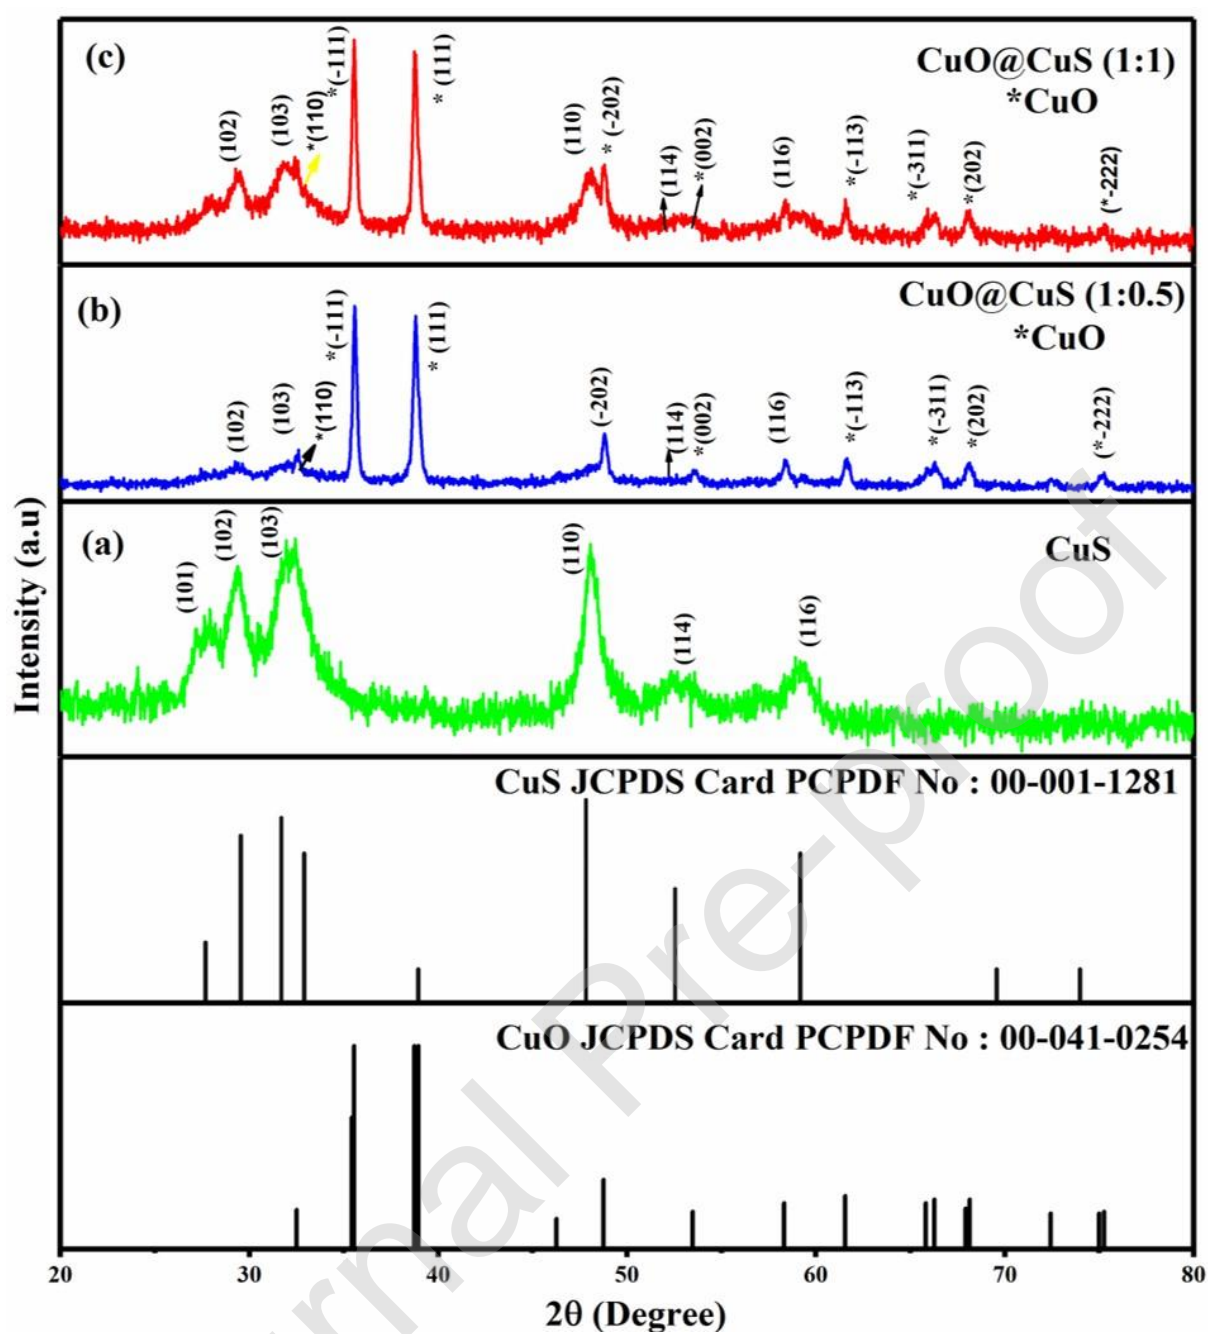 (c)
CuO@CuS (1:1)
*CuO
(102)
(103)
*(110)
*(-111)
* (111)
(110)
* (-202)
(114)
*(002)
(116)
*(-113)
*(-311)
*(202)
(*-222)
(b)
CuO@CuS (1:0.5)
*CuO
(102)
(103)
*(110)
*(-111)
* (111)
(-202)
(114)
*(002)
(116)
*(-113)
*(-311)
*(202)
(*-222)
(a)
CuS
(101)
(102)
(103)
(110)
(114)
(116)
Intensity (a.u)
CuS JCPDS Card PCPDF No : 00-001-1281
CuO JCPDS Card PCPDF No : 00-041-0254
20 30 40 50 60 70 80
2θ (Degree)
rnal Pre-proof